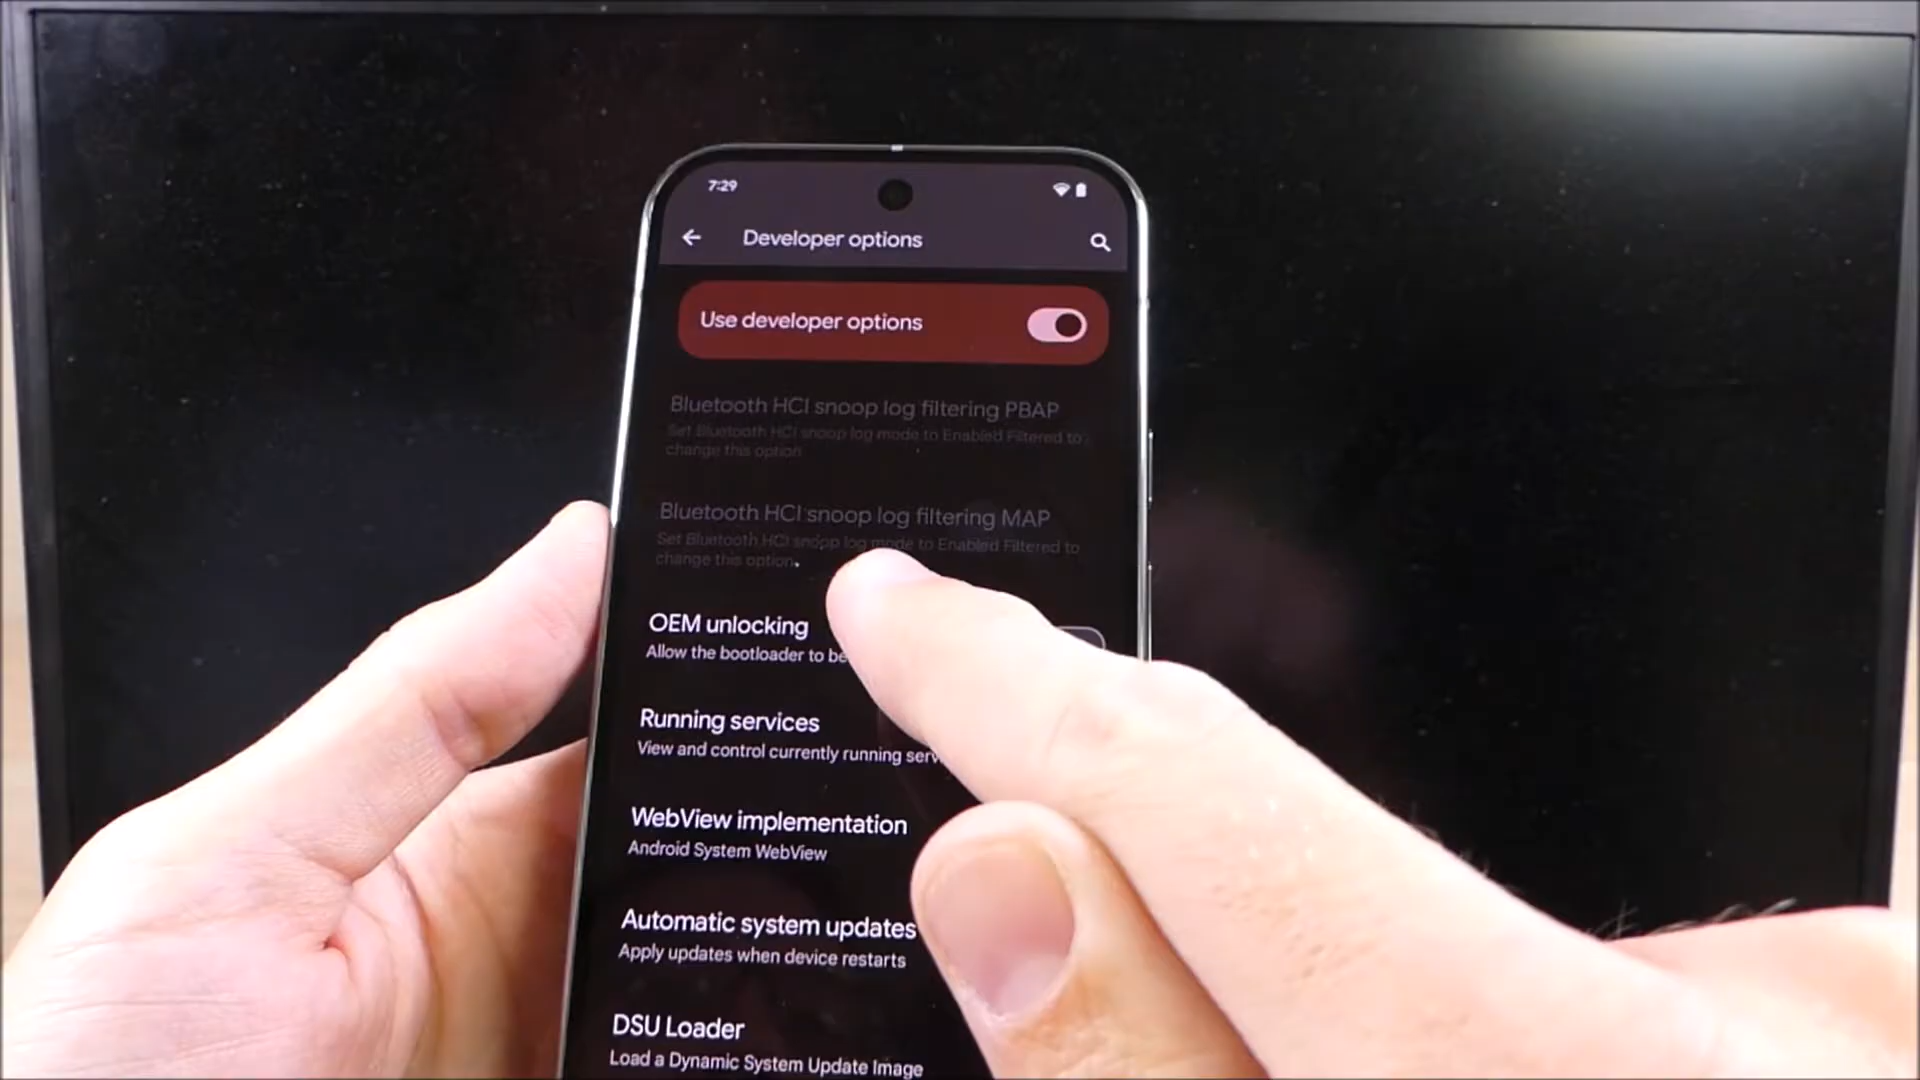 7:29
Developer options
Use developer options
Bluetooth HCI snoop log filtering PBAP
Set Bluetooth HCI snoop log mode to Enabled Filtered to
change this option
Bluetooth HCI snoop log filtering MAP
Set Bluetooth HCI snoop log mode to Enabled Filtered to
change this option
OEM unlocking
Allow the bootloader to be
Running services
View and control currently running
WebView implementation
Android System WebView
Automatic system updates
Apply updates when device restarts
DSU Loader
Load a Dynamic System Update Image